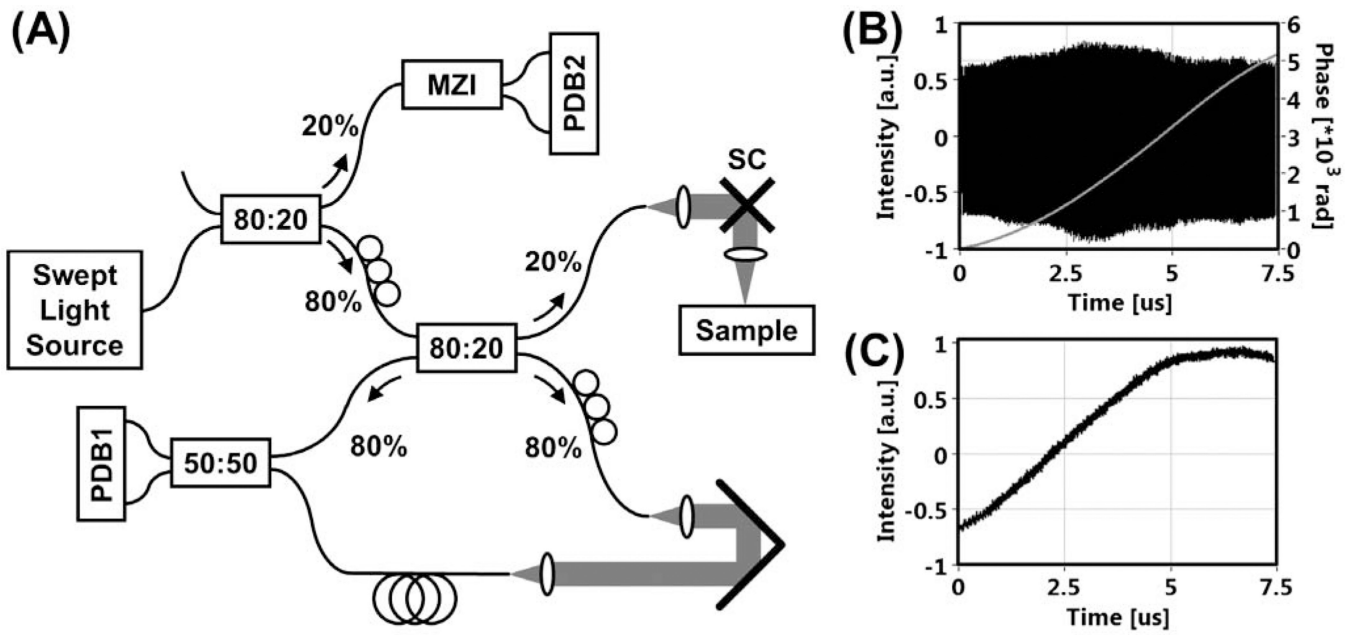 (A)
MZI
PDB2
20%
80:20
SC
Swept
Light
Source
80%
20%
80:20
Sample
80%
80%
PDB1
50:50
(B)
Intensity [a.u.]
1
0.5
0
-0.5
-1
6
5
4
3
2
1
0
Phase [*10³ rad]
0
2.5
5
7.5
Time [us]
(C)
Intensity [a.u.]
1
0.5
0
-0.5
-1
0
2.5
5
7.5
Time [us]